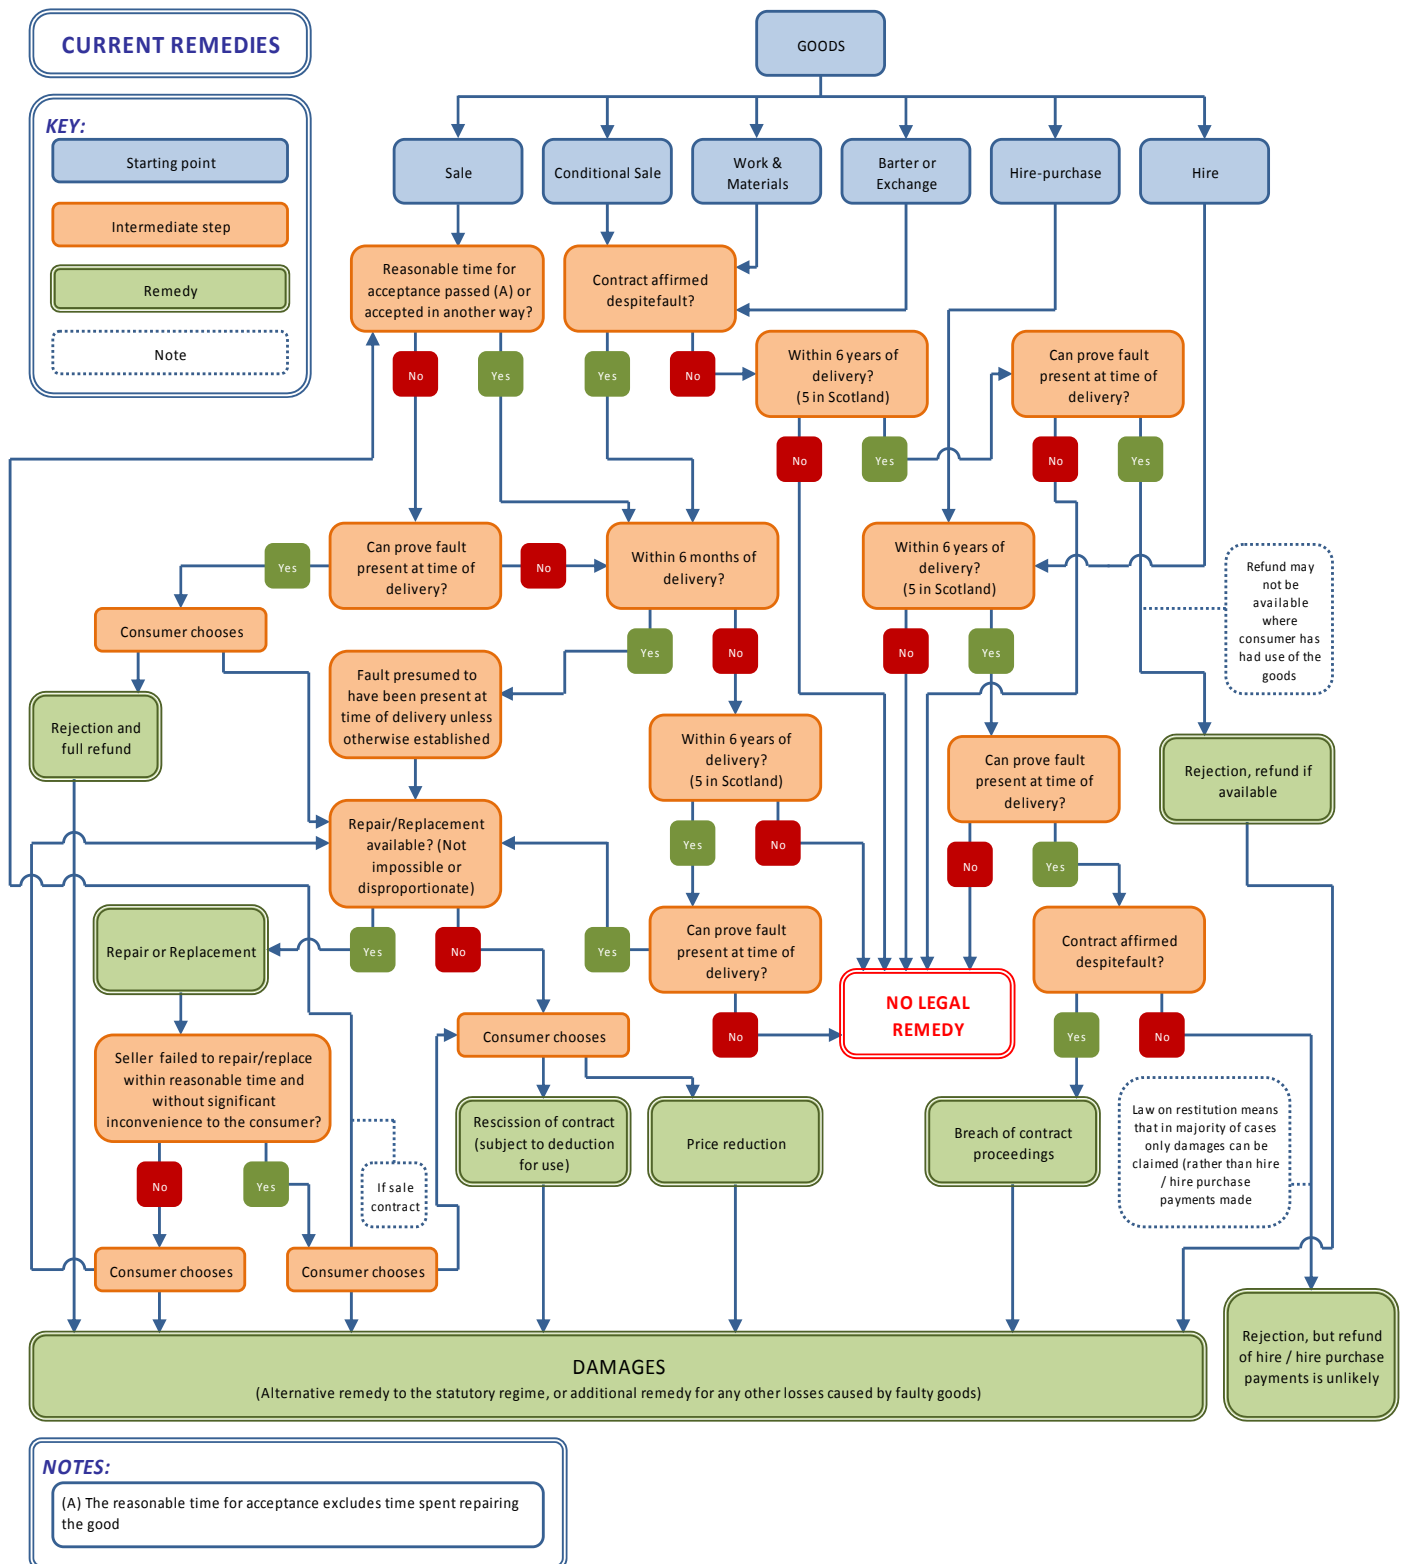 CURRENT REMEDIES
KEY:
Starting point
Intermediate step
Remedy
Note
GOODS
Sale
Conditional Sale
Work &
Materials
Barter or
Exchange
Hire-purchase
Hire
Reasonable time for
acceptance passed (A) or
accepted in another way?
Contract affirmed
despitefault?
No
Yes
Yes
No
Within 6 years of
delivery?
(5 in Scotland)
Can prove fault
present at time of
delivery?
No
Yes
No
Yes
Yes
Can prove fault
present at time of
delivery?
No
Within 6 months of
delivery?
Within 6 years of
delivery?
(5 in Scotland)
Refund may
not be
available
where
consumer has
had use of the
goods
Consumer chooses
Yes
No
No
Yes
Fault presumed to
have been present at
time of delivery unless
otherwise established
Rejection and
full refund
Within 6 years of
delivery?
(5 in Scotland)
Can prove fault
present at time of
delivery?
Rejection, refund if
available
Repair/Replacement
available? (Not
impossible or
disproportionate)
Yes
No
No
Yes
Repair or Replacement
Yes
No
Yes
Can prove fault
present at time of
delivery?
Contract affirmed
despitefault?
NO LEGAL
REMEDY
No
Yes
No
Consumer chooses
Seller failed to repair/replace
within reasonable time and
without significant
inconvenience to the consumer?
Rescission of contract
(subject to deduction
for use)
Price reduction
Breach of contract
proceedings
Law on restitution means
that in majority of cases
only damages can be
claimed (rather than hire
/ hire purchase
payments made
No
Yes
If sale
contract
Consumer chooses
Consumer chooses
DAMAGES
(Alternative remedy to the statutory regime, or additional remedy for any other losses caused by faulty goods)
Rejection, but refund
of hire / hire purchase
payments is unlikely
NOTES:
(A) The reasonable time for acceptance excludes time spent repairing
the good